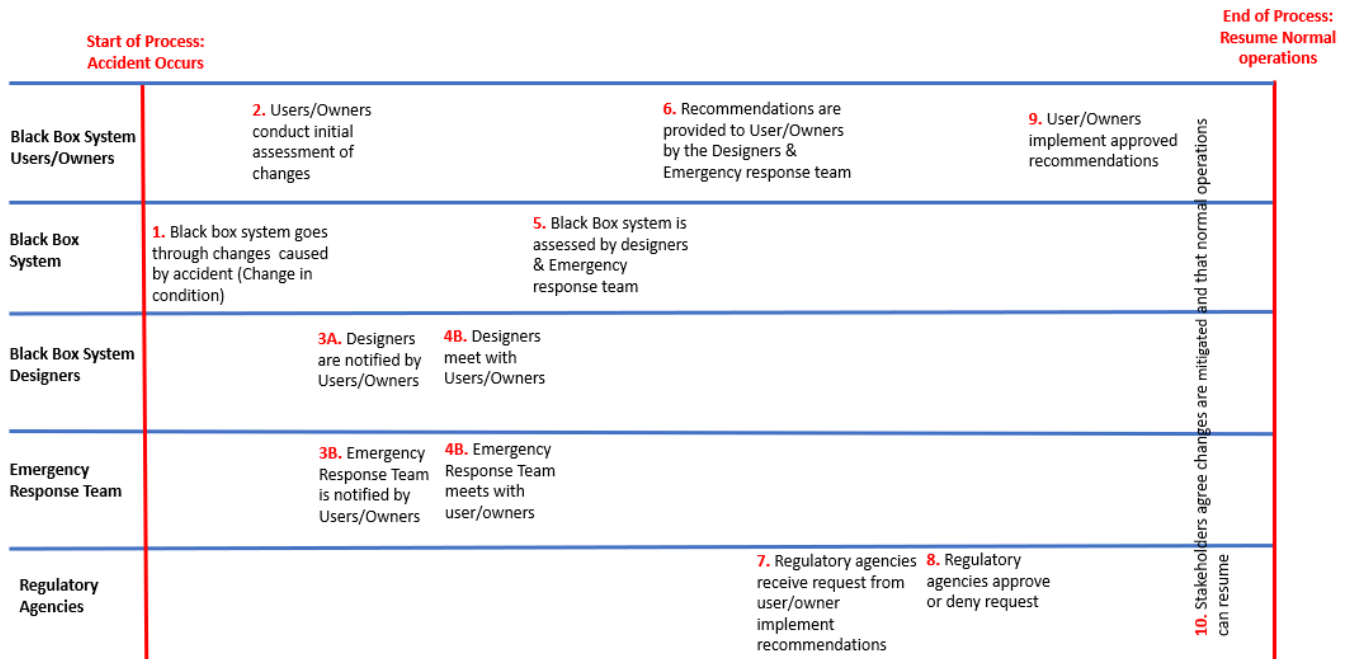 Start of Process:
Accident Occurs
End of Process:
Resume Normal
operations
Black Box System
Users/Owners
2. Users/Owners
conduct initial
assessment of
changes
6. Recommendations are
provided to User/Owners
by the Designers &
Emergency response team
9. User/Owners
implement approved
recommendations
Black Box
System
1. Black box system goes
through changes caused
by accident (Change in
condition)
5. Black Box system is
assessed by designers
& Emergency
response team
Black Box System
Designers
3A. Designers
are notified by
Users/Owners
4B. Designers
meet with
Users/Owners
Emergency
Response Team
3B. Emergency
Response Team
is notified by
Users/Owners
4B. Emergency
Response Team
meets with
user/owners
Regulatory
Agencies
7. Regulatory agencies
receive request from
user/owner
implement
recommendations
8. Regulatory
agencies approve
or deny request
10. Stakeholders agree changes are mitigated and that normal operations
can resume